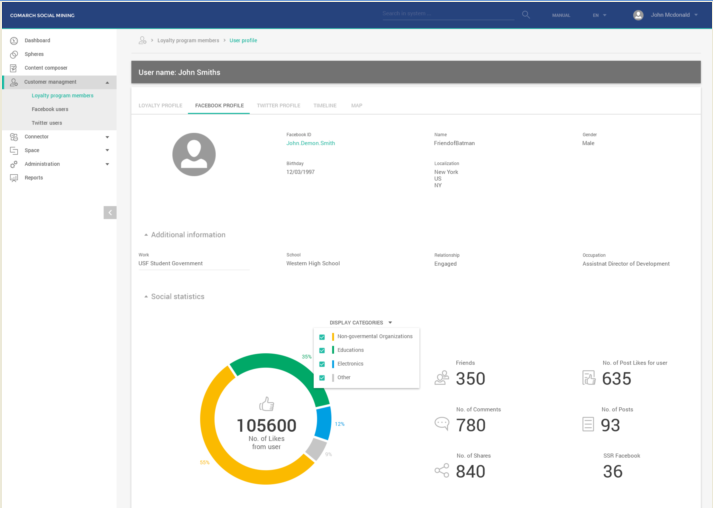 COMARCH SOCIAL MINING
Search or explore...
MANUAL
EN
John Mcdonald
Dashboard
Spheres
Content composer
Customer managment
Loyalty program members
Facebook users
Twitter users
Connector
Space
Administration
Reports
Loyalty program members > User profile
User name: John Smiths
LOYALTY PROFILE
FACEBOOK PROFILE
TWITTER PROFILE
TIMELINE
MAP
Facebook ID
John.Demon.Smith
Name
FriendofBatman
Gender
Male
Birthday
12/03/1997
Localization
New York
US
NY
Additional information
Work
USF Student Government
School
Western High School
Relationship
Engaged
Occupation
Assistnat Director of Development
Social statistics
DISPLAY CATEGORIES
Non-govermental Organizations
Educations
Electronics
Other
35%
12%
105600
No. of Likes
from user
Friends
350
No. of Post Likes for user
635
No. of Comments
780
No. of Posts
93
No. of Shares
840
SSR Facebook
36